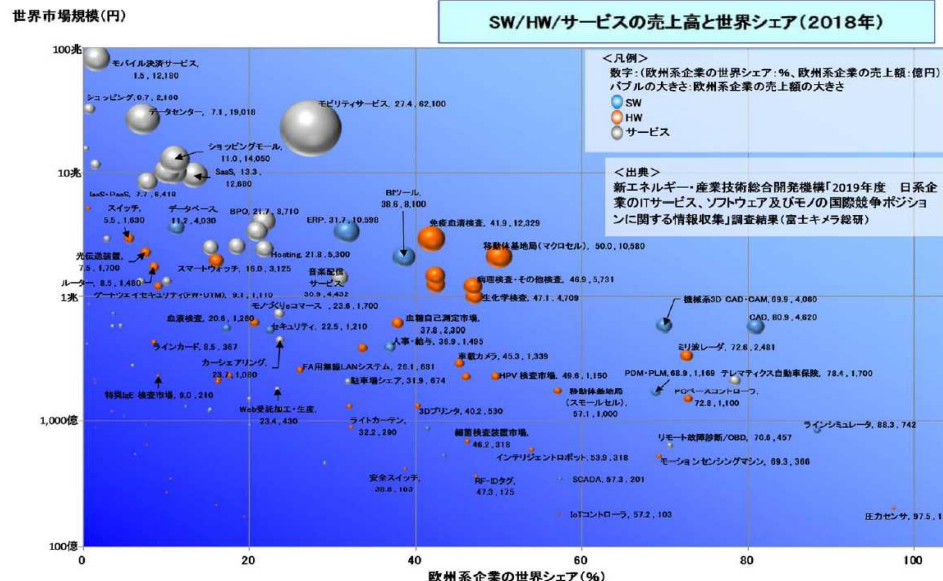 世界市場規模(円)
SW/HW/サービスの売上高と世界シェア(2018年)
<凡例>
数字:(欧州系企業の世界シェア:%、欧州系企業の売上額:億円)
バブルの大きさ:欧州系企業の売上額の大きさ
SW
HW
サービス
<出典>
新エネルギー・産業技術総合開発機構「2019年度 日系企
業のITサービス、ソフトウェア及びモノの国際競争ポジショ
ンに関する情報収集」調査結果(富士キメラ総研)
100兆
モバイル決済サービス,
1.5, 12,180
ショッピング, 0.7, 2,100
データセンター, 7.1, 19,018
モビリティサービス, 27.4, 62,100
ショッピングモール,
11.0, 14,050
SaaS, 13.3,
12,600
10兆
IaaS・PaaS, 7.7, 6,418
スイッチ,
5.5, 1,630
データベース,
11.2, 4,030
BPO, 21.7, 8,710
ERP, 31.7, 10,596
BIツール,
38.6, 8,100
免疫血清検査, 41.9, 12,329
移動体基地局(マクロセル), 50.0, 10,580
光伝送装置,
7.5, 1,700
Hosting, 21.8, 5,300
スマートウォッチ, 16.0, 3,125
音楽配信
サービス,
30.9, 4,432
病理検査・その他検査, 46.9, 5,731
ルーター, 8.5, 1,480
生化学検査, 47.1, 4,709
1兆
ゲートウェイセキュリティ(FW・UTM), 9.1, 1,110
モノづくりeコマース, 23.6, 1,700
機械系3D CAD・CAM, 69.9, 4,060
血液検査, 20.6, 1,260
セキュリティ, 22.5, 1,210
血糖自己測定市場,
37.8, 2,300
CAD, 80.9, 4,620
ラインカード, 8.5, 367
カーシェアリング,
23.7, 1,080
人事・給与, 36.9, 1,495
ミリ波レーダ, 72.6, 2,481
FA用無線LANシステム, 26.1, 681
車載カメラ, 45.3, 1,339
駐車場シェア, 31.9, 674
HPV 検査市場, 49.6, 1,150
PDM・PLM, 68.9, 1,169
テレマティクス自動車保険, 78.4, 1,700
特異IgE 検査市場, 9.0, 210
移動体基地局
(スモールセル),
57.1, 1,000
PCベースコントローラ,
72.8, 1,100
Web受託加工・生産,
23.4, 430
3Dプリンタ, 40.2, 530
1,000億
ライトカーテン,
32.2, 290
細菌検査装置市場,
46.2, 318
ラインシミュレータ, 88.3, 742
リモート故障診断/OBD, 70.6, 457
インテリジェントロボット, 53.9, 318
モーションセンシングマシン, 69.3, 366
安全スイッチ,
38.8, 163
RF-IDタグ,
47.3, 175
SCADA, 57.3, 201
IoTコントローラ, 57.2, 103
圧力センサ, 97.5, 1
100億
0
20
40
60
80
100
欧州系企業の世界シェア(%)